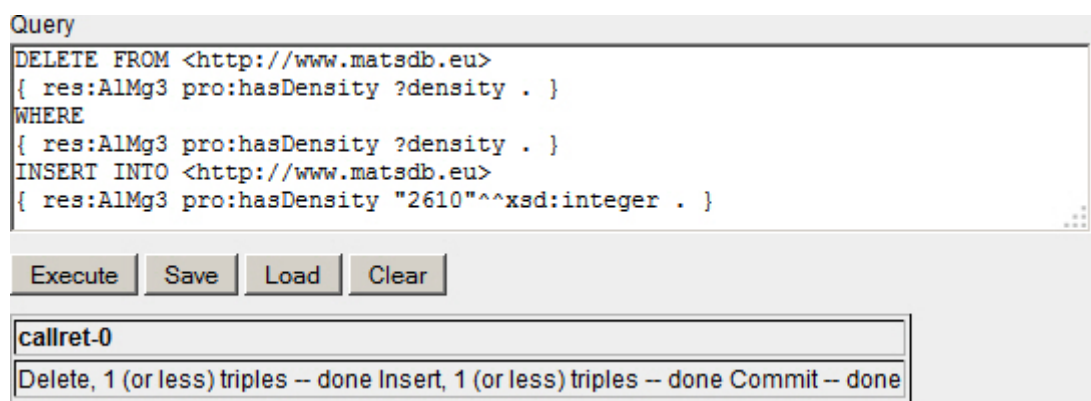 Query
DELETE FROM <http://www.matsdb.eu>
{ res:AlMg3 pro:hasDensity ?density . }
WHERE
{ res:AlMg3 pro:hasDensity ?density . }
INSERT INTO <http://www.matsdb.eu>
{ res:AlMg3 pro:hasDensity "2610"^^xsd:integer . }
Execute Save Load Clear
callret-0
Delete, 1 (or less) triples -- done Insert, 1 (or less) triples -- done Commit -- done